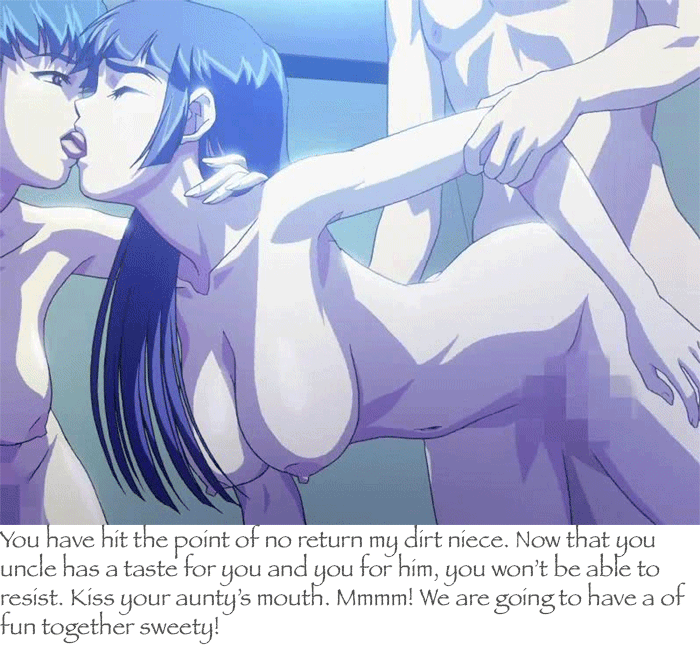 You have hit the point of no return my dirt niece. Now that you
uncle has a taste for you and you for him, you won't be able to
resist. Kiss your aunty's mouth. Mmmm! We are going to have a of
fun together sweety!